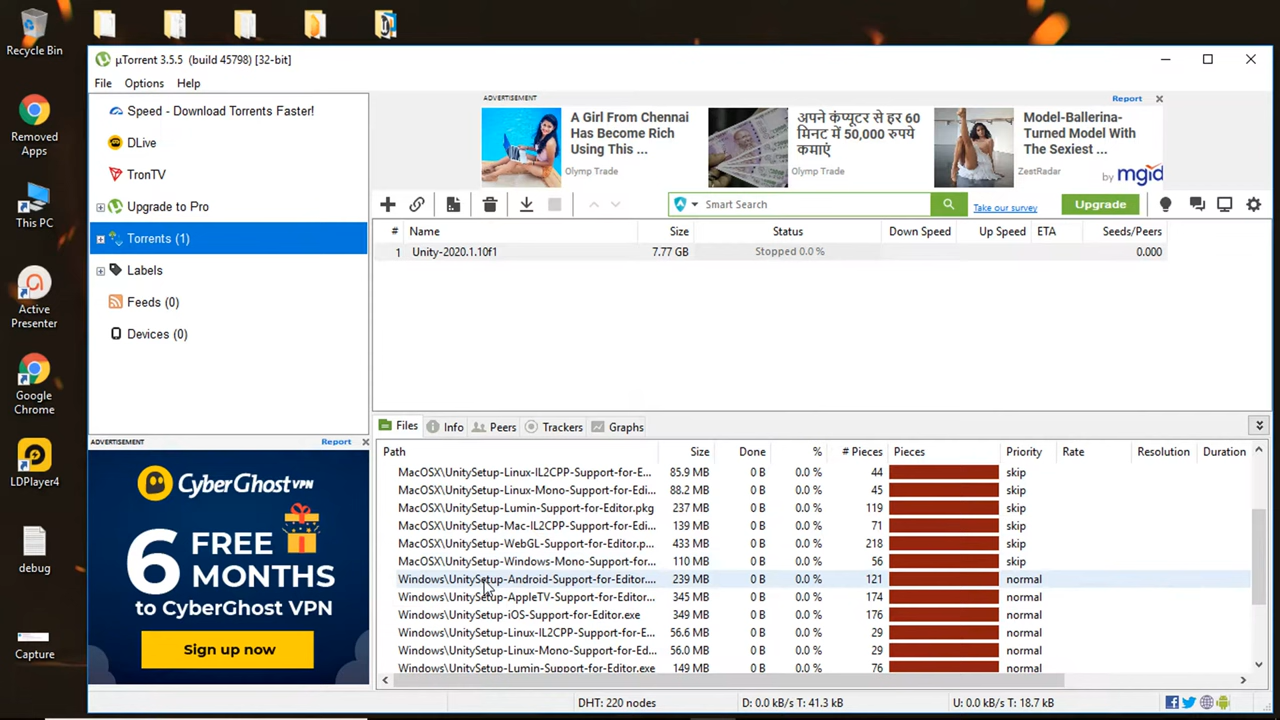 Recycle Bin
µTorrent 3.5.5 (build 45798) [32-bit]
File Options Help
Removed Apps
This PC
Active Presenter
Google Chrome
LDPlayer4
debug
Capture
Speed - Download Torrents Faster!
DLive
TronTV
Upgrade to Pro
Torrents (1)
Labels
Feeds (0)
Devices (0)
ADVERTISEMENT Report
CyberGhost VPN
6 FREE MONTHS
to CyberGhost VPN
Sign up now
ADVERTISEMENT Report
A Girl From Chennai
Has Become Rich
Using This ...
Olymp Trade
अपने कंप्यूटर से हर 60
मिनट में 50,000 रुपये
कमाएं
Olymp Trade
Model-Ballerina-
Turned Model With
The Sexiest ...
ZestRadar
by mgid
Smart Search Take our survey Upgrade
# Name Size Status Down Speed Up Speed ETA Seeds/Peers
1 Unity-2020.1.10f1 7.77 GB Stopped 0.0 % 0.000
Files Info Peers Trackers Graphs
Path Size Done % # Pieces Pieces Priority Rate Resolution Duration
MacOSX\UnitySetup-Linux-IL2CPP-Support-for-E... 85.9 MB 0 B 0.0 % 44 skip
MacOSX\UnitySetup-Linux-Mono-Support-for-Edi... 88.2 MB 0 B 0.0 % 45 skip
MacOSX\UnitySetup-Lumin-Support-for-Editor.pkg 237 MB 0 B 0.0 % 119 skip
MacOSX\UnitySetup-Mac-IL2CPP-Support-for-Edi... 139 MB 0 B 0.0 % 71 skip
MacOSX\UnitySetup-WebGL-Support-for-Editor.p... 433 MB 0 B 0.0 % 218 skip
MacOSX\UnitySetup-Windows-Mono-Support-for-... 110 MB 0 B 0.0 % 56 skip
Windows\UnitySetup-Android-Support-for-Editor.... 239 MB 0 B 0.0 % 121 normal
Windows\UnitySetup-AppleTV-Support-for-Editor... 345 MB 0 B 0.0 % 174 normal
Windows\UnitySetup-iOS-Support-for-Editor.exe 349 MB 0 B 0.0 % 176 normal
Windows\UnitySetup-Linux-IL2CPP-Support-for-E... 56.6 MB 0 B 0.0 % 29 normal
Windows\UnitySetup-Linux-Mono-Support-for-Edi... 56.0 MB 0 B 0.0 % 29 normal
Windows\UnitySetup-Lumin-Support-for-Editor.exe 149 MB 0 B 0.0 % 76 normal
DHT: 220 nodes D: 0.0 kB/s T: 41.3 kB U: 0.0 kB/s T: 18.7 kB